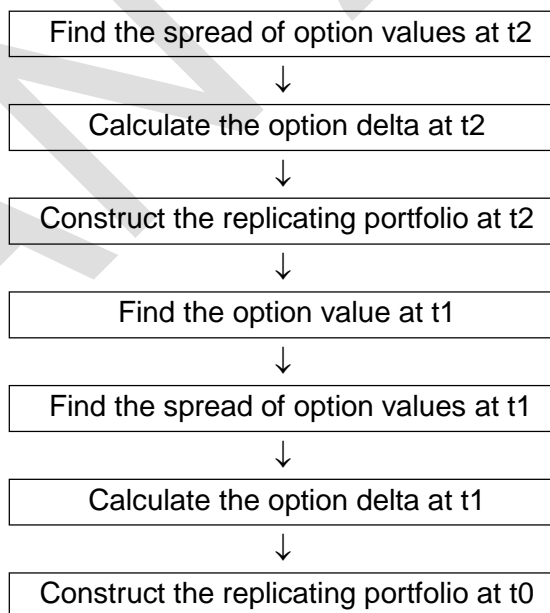 Find the spread of option values at t2
↓
Calculate the option delta at t2
↓
Construct the replicating portfolio at t2
↓
Find the option value at t1
↓
Find the spread of option values at t1
↓
Calculate the option delta at t1
↓
Construct the replicating portfolio at t0